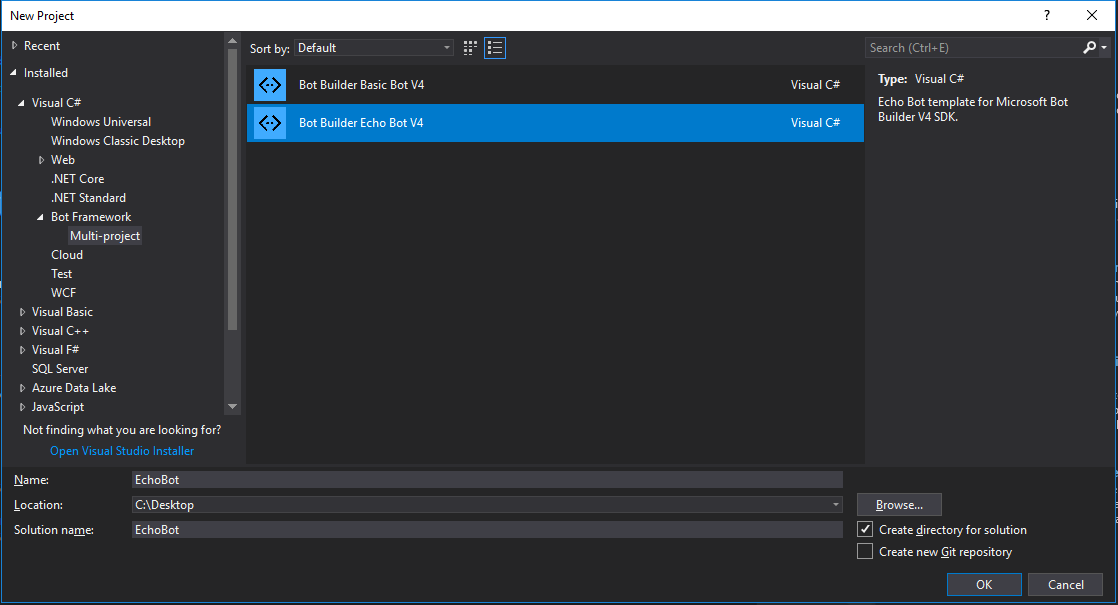 New Project
?
Recent
Installed
Visual C#
Windows Universal
Windows Classic Desktop
Web
.NET Core
.NET Standard
Bot Framework
Multi-project
Cloud
Test
WCF
Visual Basic
Visual C++
Visual F#
SQL Server
Azure Data Lake
JavaScript
Not finding what you are looking for?
Open Visual Studio Installer
Sort by: Default
Bot Builder Basic Bot V4 Visual C#
Bot Builder Echo Bot V4 Visual C#
Search (Ctrl+E)
Type: Visual C#
Echo Bot template for Microsoft Bot
Builder V4 SDK.
Name: EchoBot
Location: C:\Desktop
Browse...
Solution name: EchoBot
Create directory for solution
Create new Git repository
OK Cancel